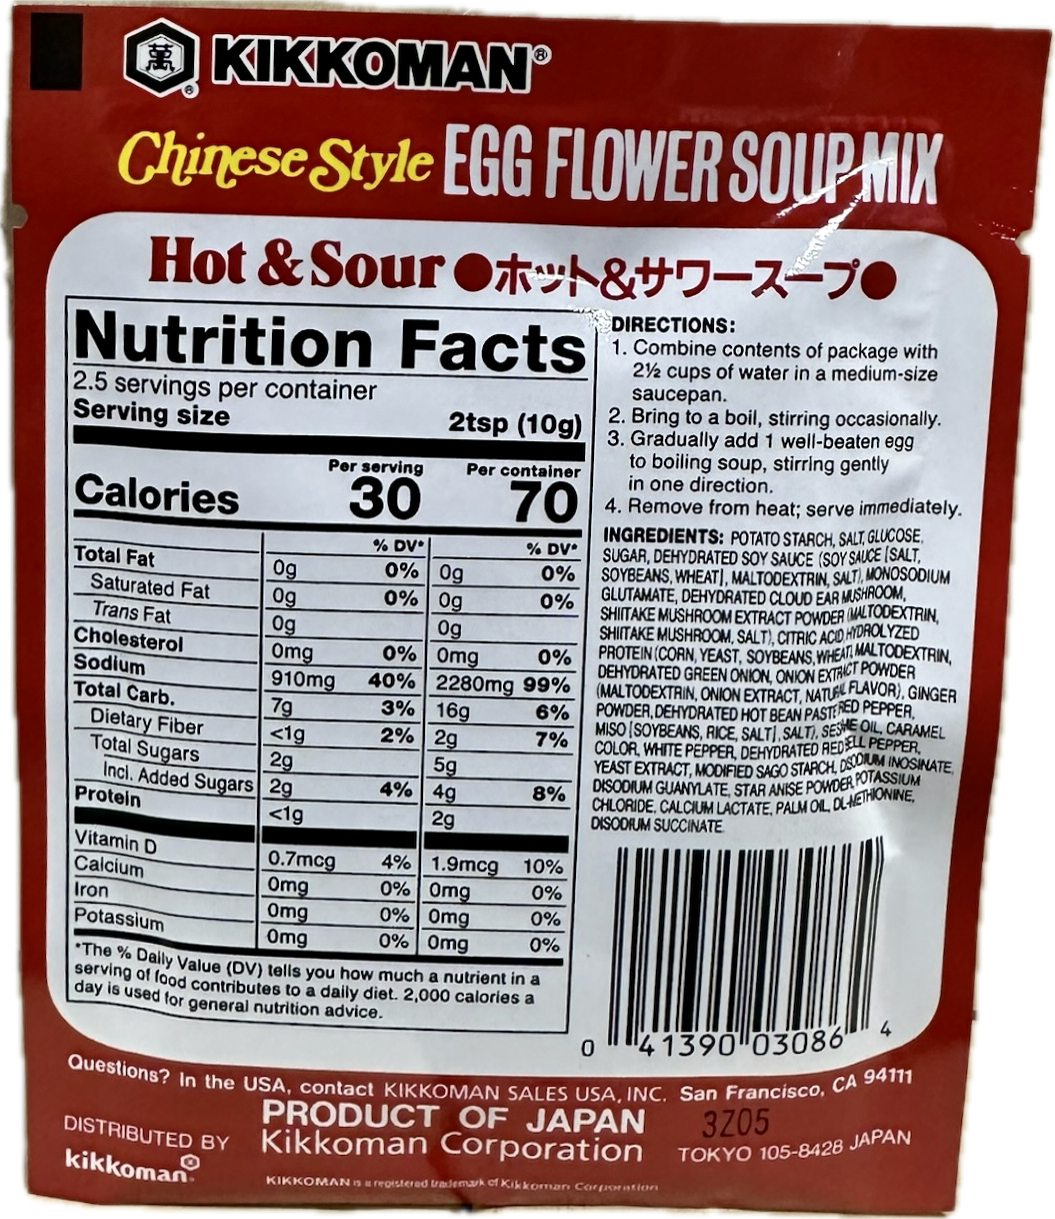 萬
KIKKOMAN®
Chinese Style EGG FLOWER SOUP MIX
Hot & Sour ●ホット&サワースープ●
Nutrition Facts
2.5 servings per container
Serving size 2tsp (10g)
Per serving Per container
Calories 30 70
% DV* % DV*
Total Fat 0g 0% 0g 0%
Saturated Fat 0g 0% 0g 0%
Trans Fat 0g 0g
Cholesterol 0mg 0% 0mg 0%
Sodium 910mg 40% 2280mg 99%
Total Carb. 7g 3% 16g 6%
Dietary Fiber <1g 2% 2g 7%
Total Sugars 2g 5g
Incl. Added Sugars 2g 4% 4g 8%
Protein <1g 2g
Vitamin D 0.7mcg 4% 1.9mcg 10%
Calcium 0mg 0% 0mg 0%
Iron 0mg 0% 0mg 0%
Potassium 0mg 0% 0mg 0%
*The % Daily Value (DV) tells you how much a nutrient in a
serving of food contributes to a daily diet. 2,000 calories a
day is used for general nutrition advice.
DIRECTIONS:
1. Combine contents of package with
2½ cups of water in a medium-size
saucepan.
2. Bring to a boil, stirring occasionally.
3. Gradually add 1 well-beaten egg
to boiling soup, stirring gently
in one direction.
4. Remove from heat; serve immediately.
INGREDIENTS: POTATO STARCH, SALT, GLUCOSE,
SUGAR, DEHYDRATED SOY SAUCE (SOY SAUCE [SALT,
SOYBEANS, WHEAT], MALTODEXTRIN, SALT), MONOSODIUM
GLUTAMATE, DEHYDRATED CLOUD EAR MUSHROOM,
SHIITAKE MUSHROOM EXTRACT POWDER (MALTODEXTRIN,
SHIITAKE MUSHROOM, SALT), CITRIC ACID, HYDROLYZED
PROTEIN (CORN, YEAST, SOYBEANS, WHEAT), MALTODEXTRIN,
DEHYDRATED GREEN ONION, ONION EXTRACT POWDER
(MALTODEXTRIN, ONION EXTRACT, NATURAL FLAVOR), GINGER
POWDER, DEHYDRATED HOT BEAN PASTE (RED PEPPER,
MISO [SOYBEANS, RICE, SALT], SALT), SESAME OIL, CARAMEL
COLOR, WHITE PEPPER, DEHYDRATED RED BELL PEPPER,
YEAST EXTRACT, MODIFIED SAGO STARCH, DISODIUM INOSINATE,
DISODIUM GUANYLATE, STAR ANISE POWDER, POTASSIUM
CHLORIDE, CALCIUM LACTATE, PALM OIL, DL-METHIONINE,
DISODIUM SUCCINATE.
0 41390 03086 4
Questions? In the USA, contact KIKKOMAN SALES USA, INC. San Francisco, CA 94111
PRODUCT OF JAPAN 3Z05
DISTRIBUTED BY Kikkoman Corporation TOKYO 105-8428 JAPAN
kikkoman®
KIKKOMAN is a registered trademark of Kikkoman Corporation